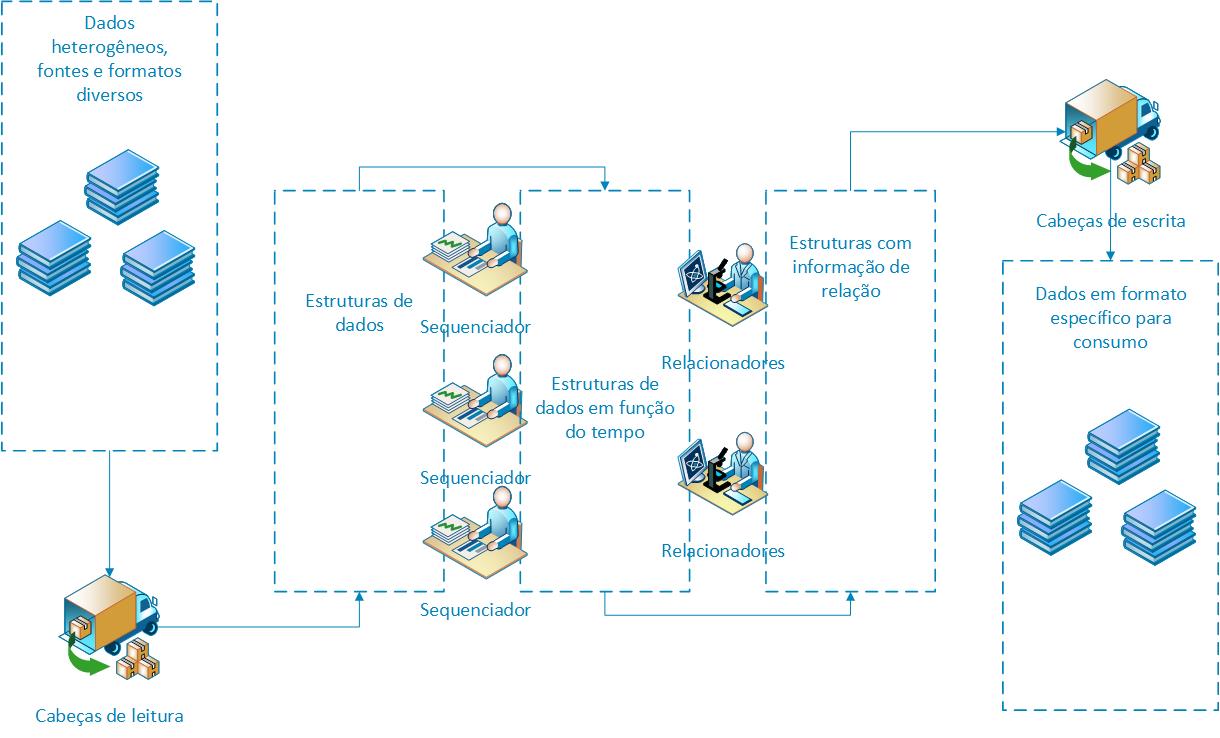 Dados
heterogêneos,
fontes e formatos
diversos
Cabeças de leitura
Estruturas de
dados
Sequenciador
Sequenciador
Sequenciador
Estruturas de
dados em função
do tempo
Relacionadores
Relacionadores
Estruturas com
informação de
relação
Cabeças de escrita
Dados em formato
específico para
consumo